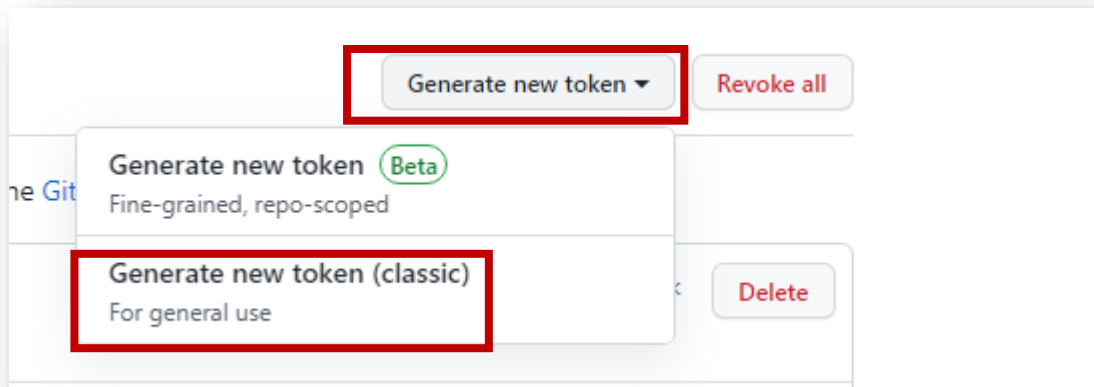 Generate new token
Revoke all
Generate new token Beta
Fine-grained, repo-scoped
Git
Generate new token (classic)
For general use
Delete